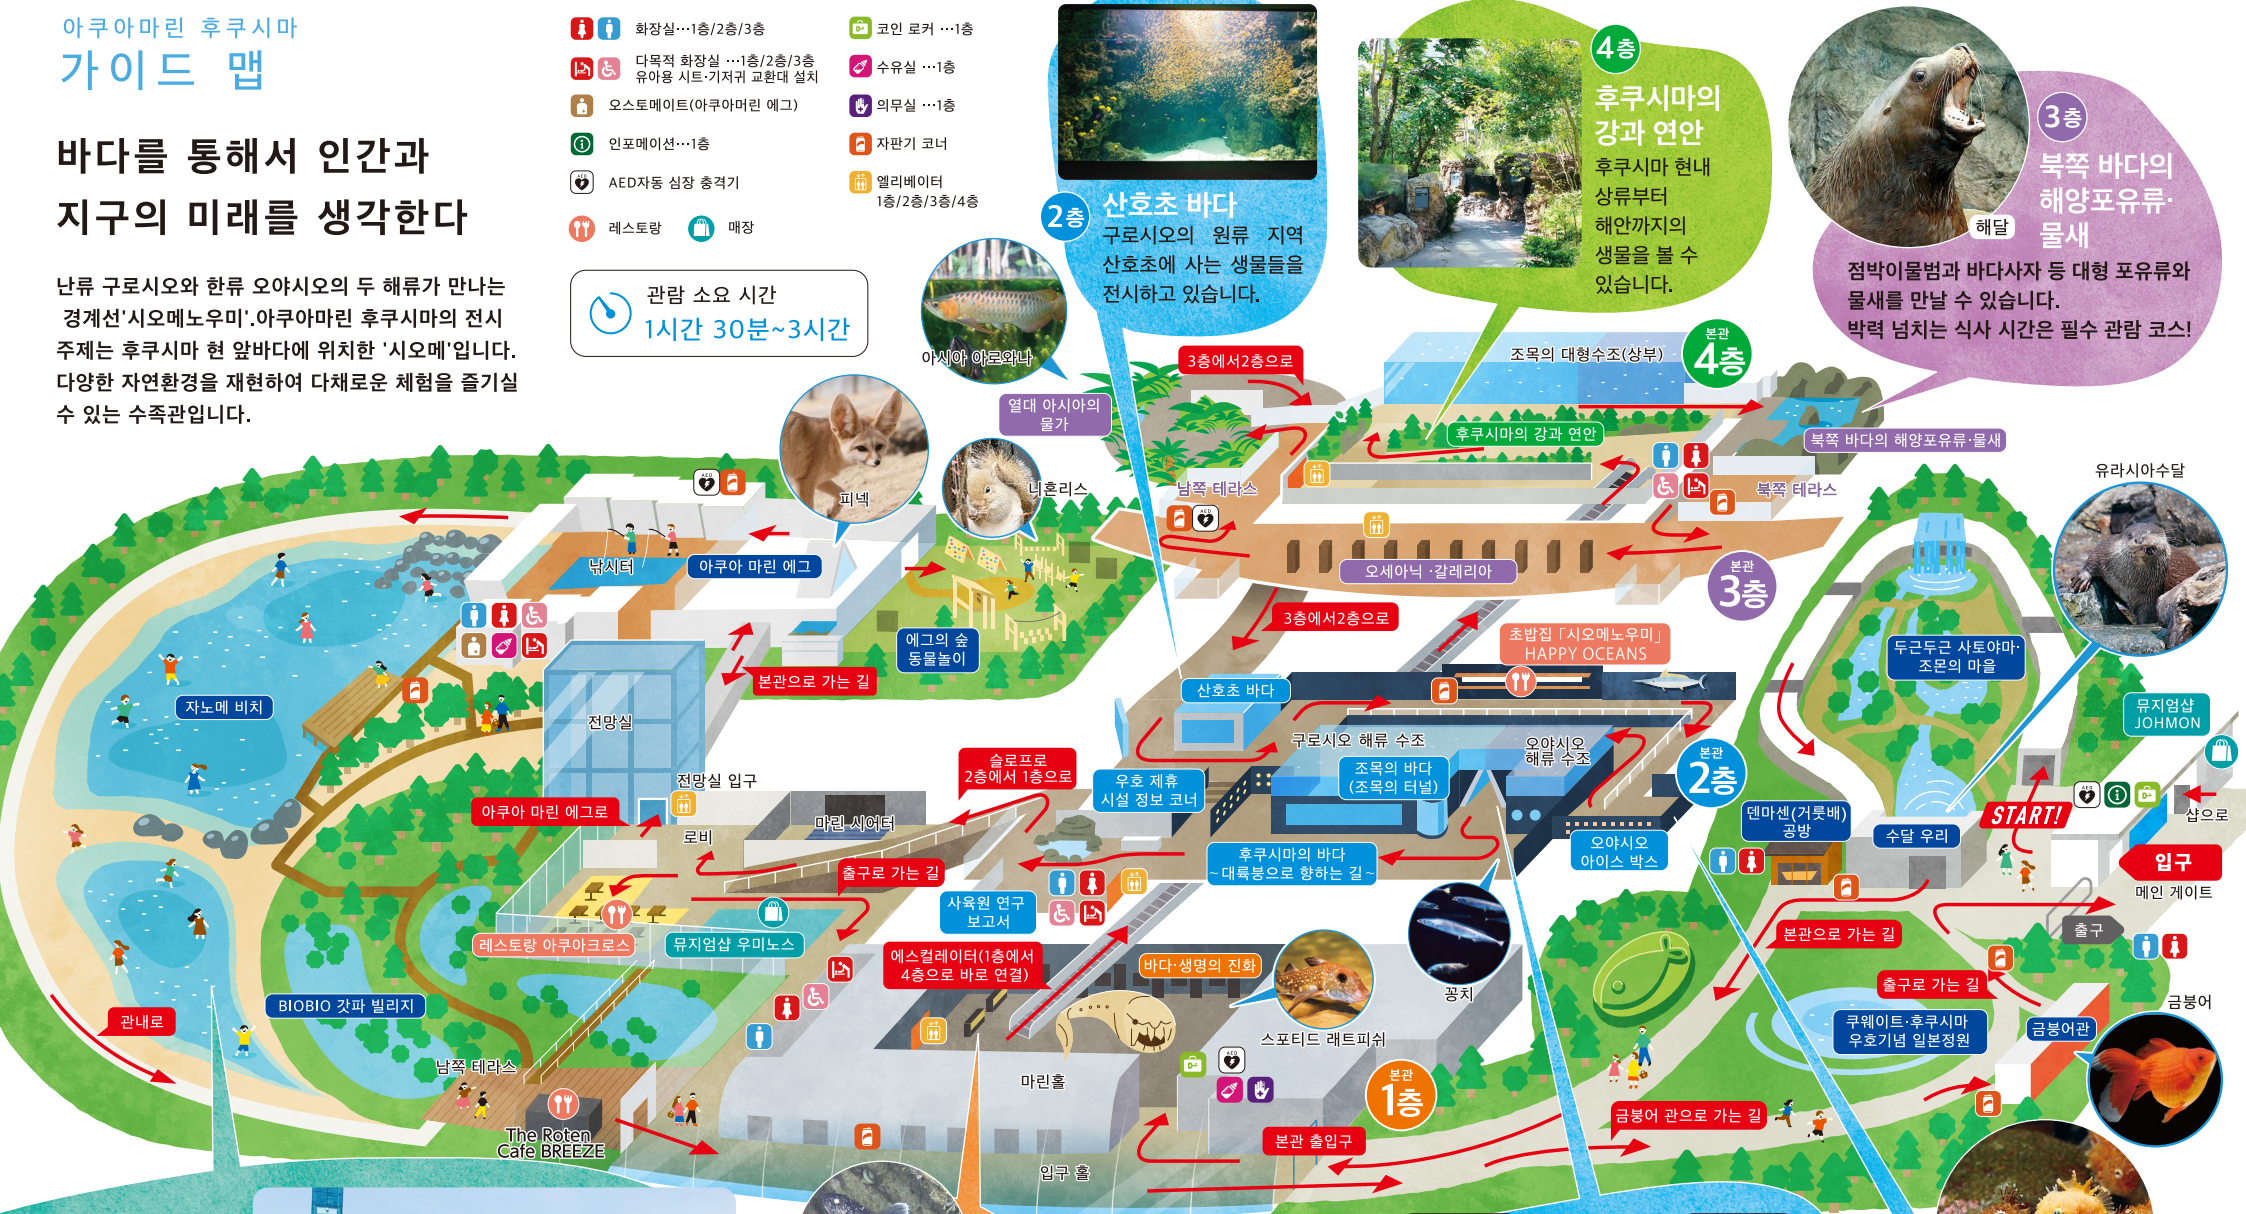 아쿠아마린 후쿠시마
가이드 맵
바다를 통해서 인간과
지구의 미래를 생각한다
난류 구로시오와 한류 오야시오의 두 해류가 만나는
경계선'시오메노우미'.아쿠아마린 후쿠시마의 전시
주제는 후쿠시마 현 앞바다에 위치한 '시오메'입니다.
다양한 자연환경을 재현하여 다채로운 체험을 즐기실
수 있는 수족관입니다.
화장실…1층/2층/3층
다목적 화장실 …1층/2층/3층
유아용 시트·기저귀 교환대 설치
오스토메이트(아쿠아머린 에그)
인포메이션…1층
AED자동 심장 충격기
레스토랑
매장
코인 로커 …1층
수유실 …1층
의무실 …1층
자판기 코너
엘리베이터
1층/2층/3층/4층
관람 소요 시간
1시간 30분~3시간
2층
산호초 바다
구로시오의 원류 지역
산호초에 사는 생물들을
전시하고 있습니다.
4층
후쿠시마의
강과 연안
후쿠시마 현내
상류부터
해안까지의
생물을 볼 수
있습니다.
3층
북쪽 바다의
해양포유류·
물새
해달
점박이물범과 바다사자 등 대형 포유류와
물새를 만날 수 있습니다.
박력 넘치는 식사 시간은 필수 관람 코스!
아시아 아로와나
열대 아시아의
물가
3층에서2층으로
조목의 대형수조(상부)
본관
4층
후쿠시마의 강과 연안
북쪽 바다의 해양포유류·물새
피넥
니혼리스
남쪽 테라스
북쪽 테라스
유라시아수달
AED
낚시터
아쿠아 마린 에그
AED
오세아닉 ·갈레리아
본관
3층
에그의 숲
동물놀이
3층에서2층으로
초밥집「시오메노우미」
HAPPY OCEANS
두근두근 사토야마·
조몬의 마을
본관으로 가는 길
자노메 비치
전망실
산호초 바다
뮤지엄샵
JOHMON
구로시오 해류 수조
오야시오
해류 수조
슬로프로
2층에서 1층으로
우호 제휴
시설 정보 코너
조목의 바다
(조목의 터널)
본관
2층
전망실 입구
아쿠아 마린 에그로
로비
마린 시어터
AED
샵으로
START!
덴마센(거룻배)
공방
수달 우리
오야시오
아이스 박스
후쿠시마의 바다
~대륙붕으로 향하는 길~
입구
메인 게이트
출구로 가는 길
사육원 연구
보고서
출구
레스토랑 아쿠아크로스
뮤지엄샵 우미노스
에스컬레이터(1층에서
4층으로 바로 연결)
바다·생명의 진화
꽁치
본관으로 가는 길
출구로 가는 길
금붕어
BIOBIO 갓파 빌리지
관내로
스포티드 래트피쉬
쿠웨이트·후쿠시마
우호기념 일본정원
금붕어관
남쪽 테라스
AED
마린홀
본관
1층
금붕어 관으로 가는 길
The Roten
Cafe BREEZE
본관 출입구
입구 홀